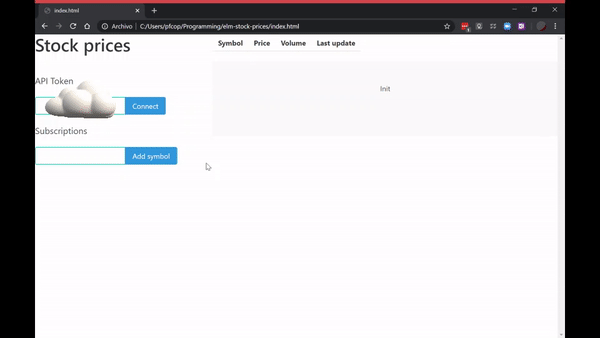 index.html
Archivo C:/Users/pfcop/Programming/elm-stock-prices/index.html
Stock prices
Symbol Price Volume Last update
API Token
Init
Connect
Subscriptions
Add symbol